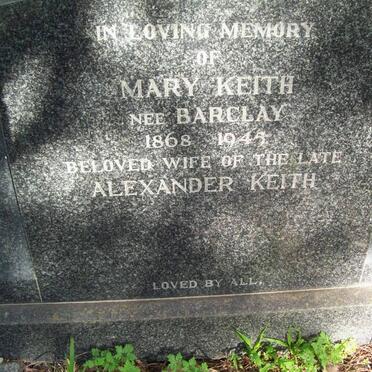 IN LOVING MEMORY
OF
MARY KEITH
NEE BARCLAY
1868 1945
BELOVED WIFE OF THE LATE
ALEXANDER KEITH
LOVED BY ALL.